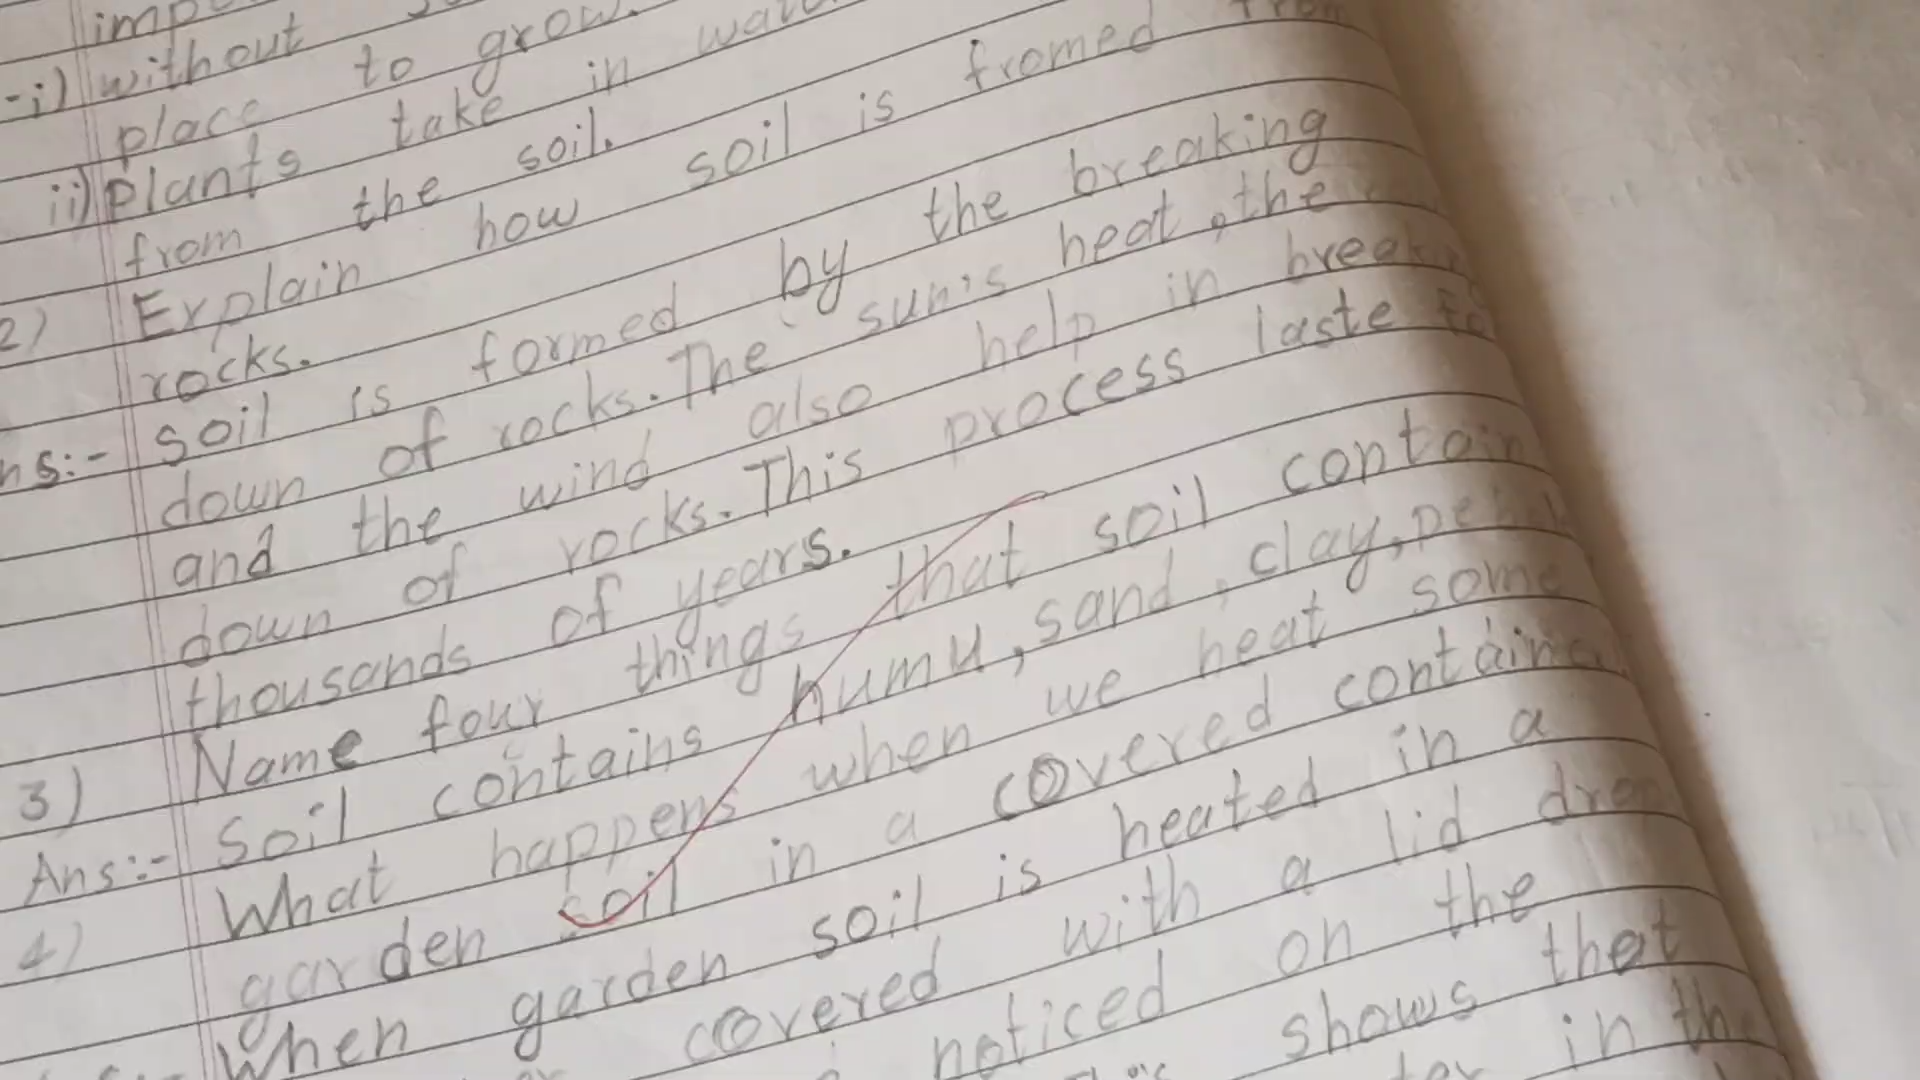 -i) without
place to grow.
ii) Plants take in
from the soil.
2) Explain how soil is fromed from
rocks.
ns:- soil is formed by the breaking
down of rocks. The sun's heat, the
and the wind also help in
down of rocks. This process laste
thousands of years.
3) Name four things that soil contain
Ans:- Soil contains humu, sand, clay,
4) What happens when we heat some
garden soil in a covered
When garden soil is heated in a
covered with a lid
noticed on the
shows that
in